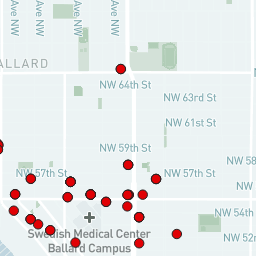 Ave NW
Ave NW
Ave NW
ALLARD
NW 64th St
NW 63rd St
NW 61st St
NW 59th St
NW 58
NW 57th St
NW 57th St
NW 54th
Swedish Medical Center
Ballard Campus
NW 52n